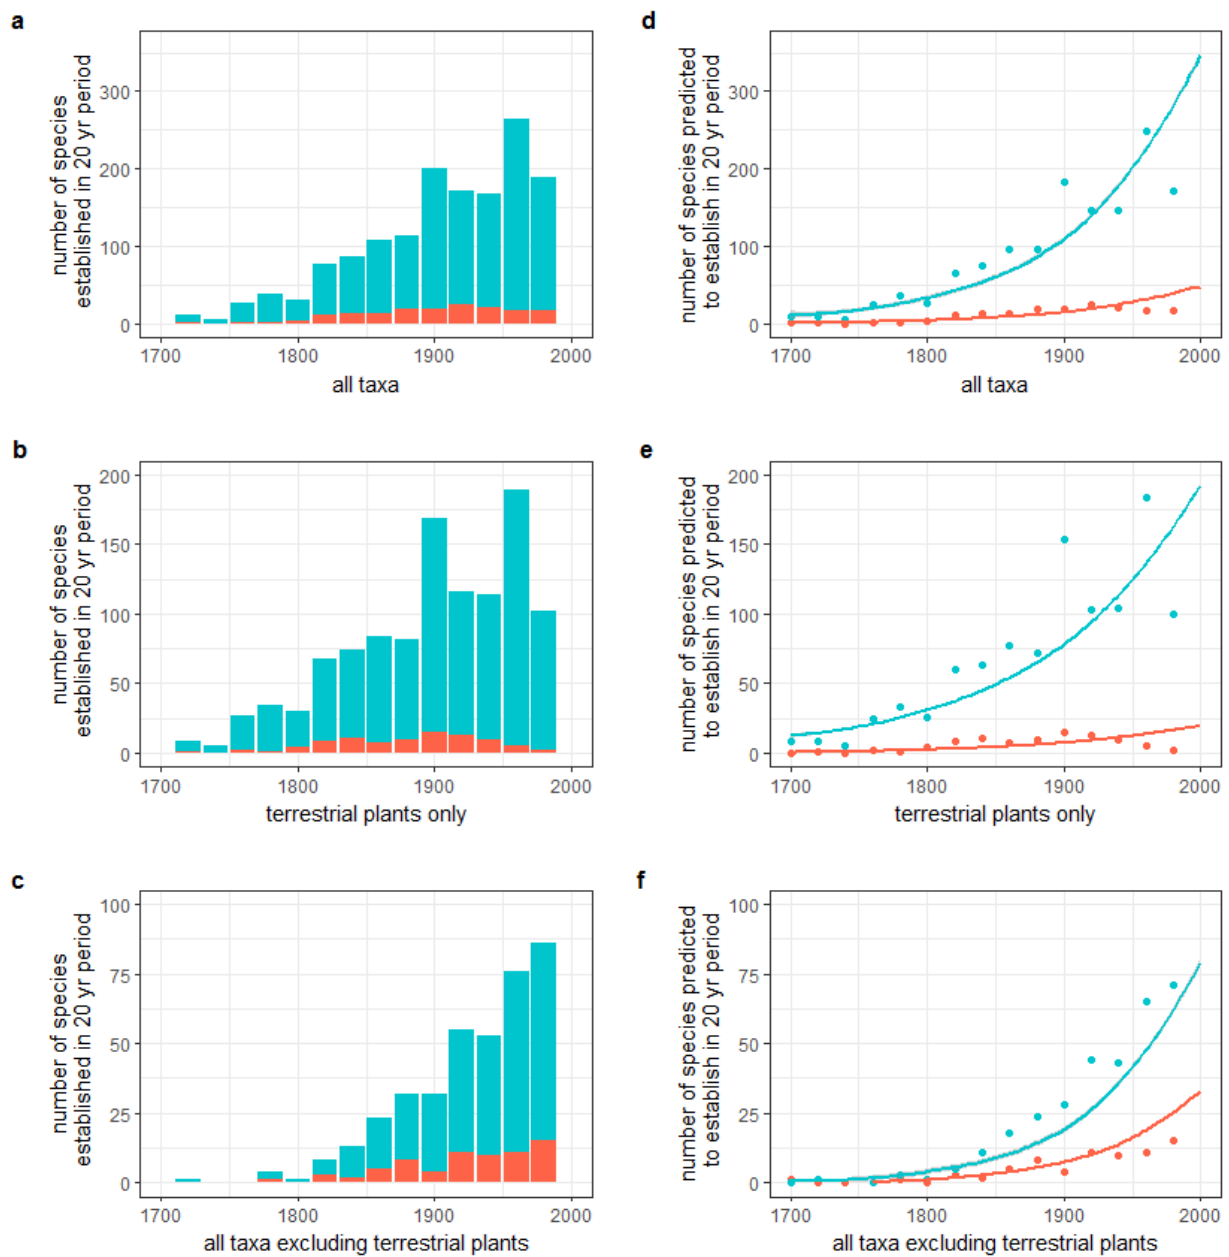 a
number of species
established in 20 yr period
300
200
100
0
1700 1800 1900 2000
all taxa
d
number of species predicted
to establish in 20 yr period
300
200
100
0
1700 1800 1900 2000
all taxa
b
number of species
established in 20 yr period
200
150
100
50
0
1700 1800 1900 2000
terrestrial plants only
e
number of species predicted
to establish in 20 yr period
200
150
100
50
0
1700 1800 1900 2000
terrestrial plants only
c
number of species
established in 20 yr period
100
75
50
25
0
1700 1800 1900 2000
all taxa excluding terrestrial plants
f
number of species predicted
to establish in 20 yr period
100
75
50
25
0
1700 1800 1900 2000
all taxa excluding terrestrial plants